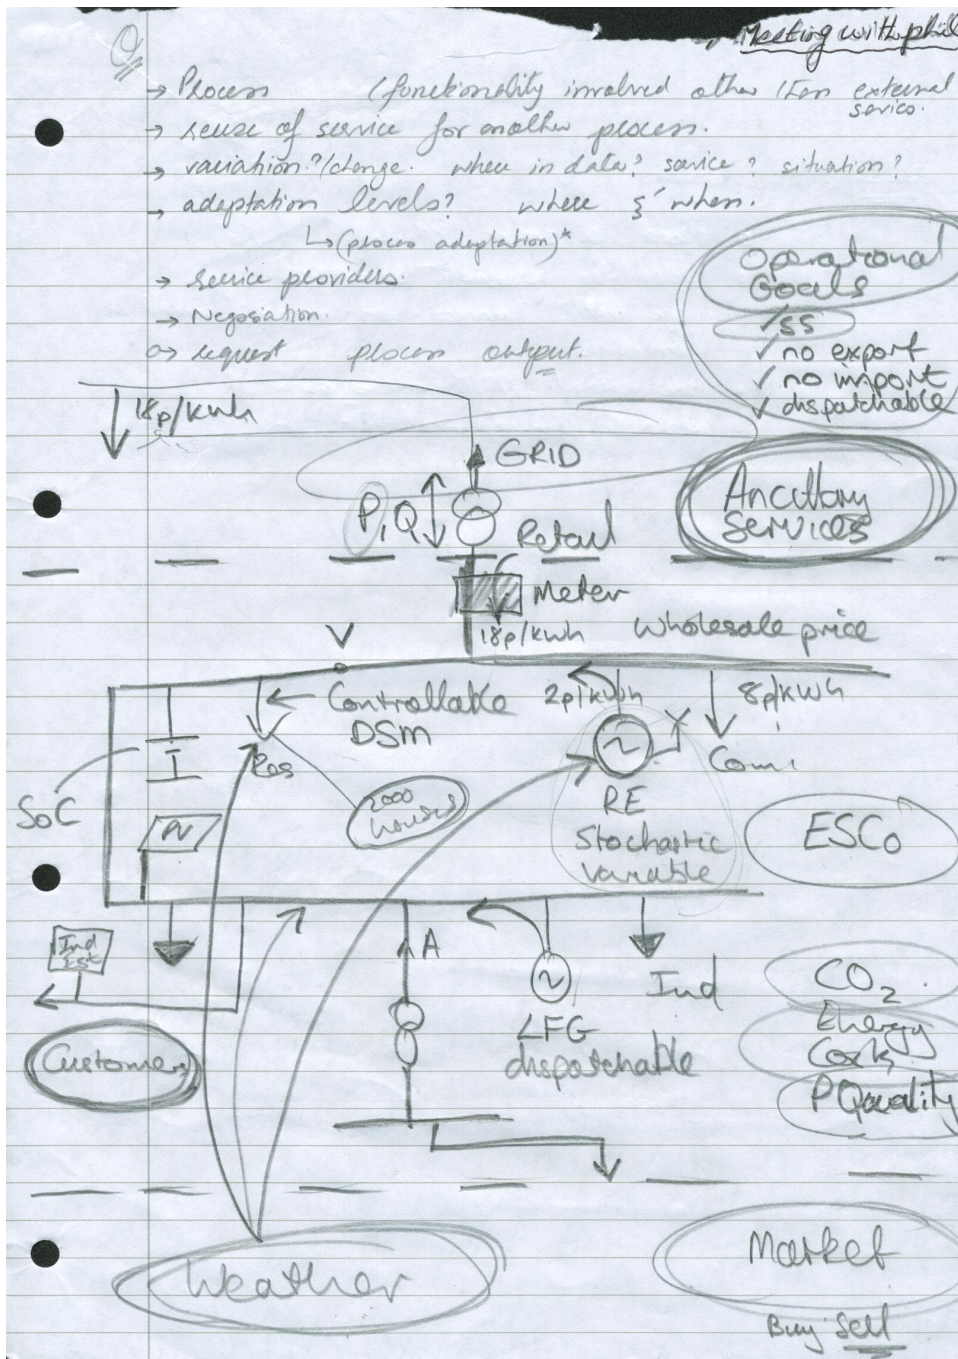 Meeting with phil
Q
→ Process (functionality involved other than external service.
→ reuse of service for another process.
→ variation?/change. where in data? service? situation?
→ adaptation levels? where & when.
↳ (process adaptation)*
→ service providers.
→ Negosiation.
→ request process output.
Operational
Goals
✓ SS
✓ no export
✓ no import
✓ dispatchable
18p/kWh
GRID
P, Q
Ancillary
Services
Retail
Meter
18p/kWh
Wholesale price
V
Controllable
DSM
2p/kWh
8p/kWh
Res
Comi
SoC
PV
2000
houses
RE
Stochastic
Variable
ESCo
Ind
Est
A
Ind
CO2
LFG
dispatchable
Energy
Costs
Customers
PQuality
Weather
Market
Buy Sell